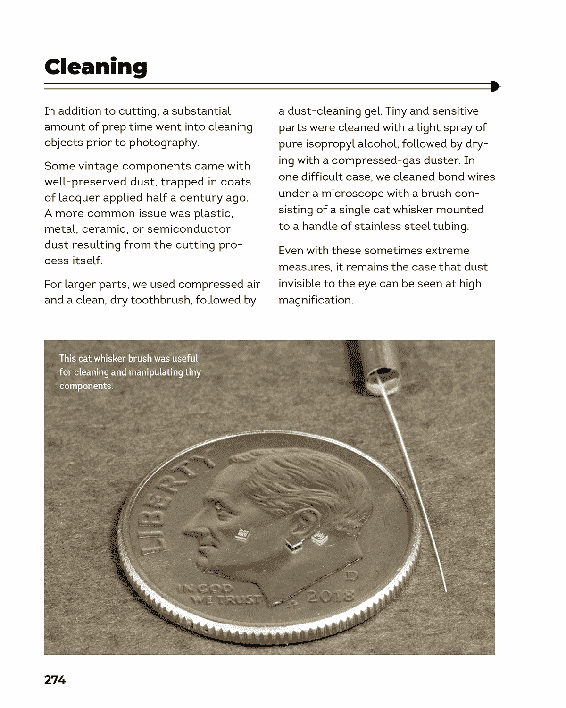 Cleaning
In addition to cutting, a substantial
amount of prep time went into cleaning
objects prior to photography.
Some vintage components came with
well-preserved dust, trapped in coats
of lacquer applied half a century ago.
A more common issue was plastic,
metal, ceramic, or semiconductor
dust resulting from the cutting pro-
cess itself.
For larger parts, we used compressed air
and a clean, dry toothbrush, followed by
a dust-cleaning gel. Tiny and sensitive
parts were cleaned with a light spray of
pure isopropyl alcohol, followed by dry-
ing with a compressed-gas duster. In
one difficult case, we cleaned bond wires
under a microscope with a brush con-
sisting of a single cat whisker mounted
to a handle of stainless steel tubing.
Even with these sometimes extreme
measures, it remains the case that dust
invisible to the eye can be seen at high
magnification.
This cat whisker brush was useful
for cleaning and manipulating tiny
components.
LIBERTY
IN GOD
WE TRUST
D
2018
274